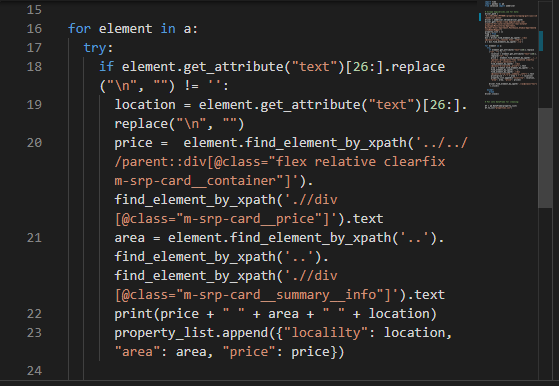 15
16 for element in a:
17 try:
18 if element.get_attribute("text")[26:].replace
("\n", "") != '':
19 location = element.get_attribute("text")[26:].
replace("\n", "")
20 price =  element.find_element_by_xpath('../../
/parent::div[@class="flex relative clearfix
m-srp-card__container"]').
find_element_by_xpath('.//div
[@class="m-srp-card__price"]').text
21 area = element.find_element_by_xpath('..').
find_element_by_xpath('..').
find_element_by_xpath('.//div
[@class="m-srp-card__summary__info"]').text
22 print(price + " " + area + " " + location)
23 property_list.append({"localilty": location,
"area": area, "price": price})
24